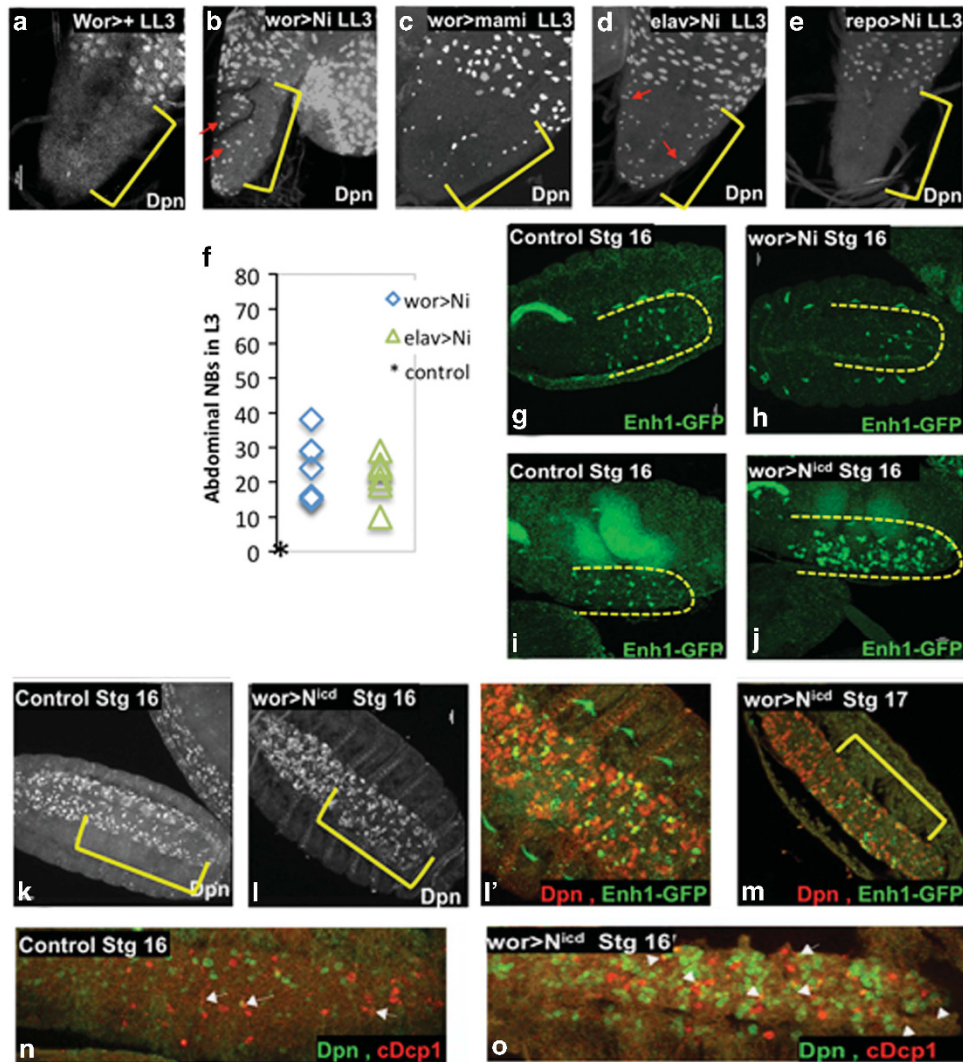 a Wor>+ LL3
Dpn
b wor>Ni LL3
Dpn
c wor>mami LL3
Dpn
d elav>Ni LL3
Dpn
e repo>Ni LL3
Dpn
f
Abdominal NBs in L3
80
70
60
50
40
30
20
10
0
wor>Ni
elav>Ni
* control
*
Control Stg 16
g Enh1-GFP
wor>Ni Stg 16
h Enh1-GFP
Control Stg 16
i Enh1-GFP
wor>Nicd Stg 16
j Enh1-GFP
Control Stg 16
k Dpn
wor>Nicd Stg 16
l Dpn
l' Dpn , Enh1-GFP
wor>Nicd Stg 17
m Dpn , Enh1-GFP
Control Stg 16
n Dpn , cDcp1
wor>Nicd Stg 16
o Dpn , cDcp1